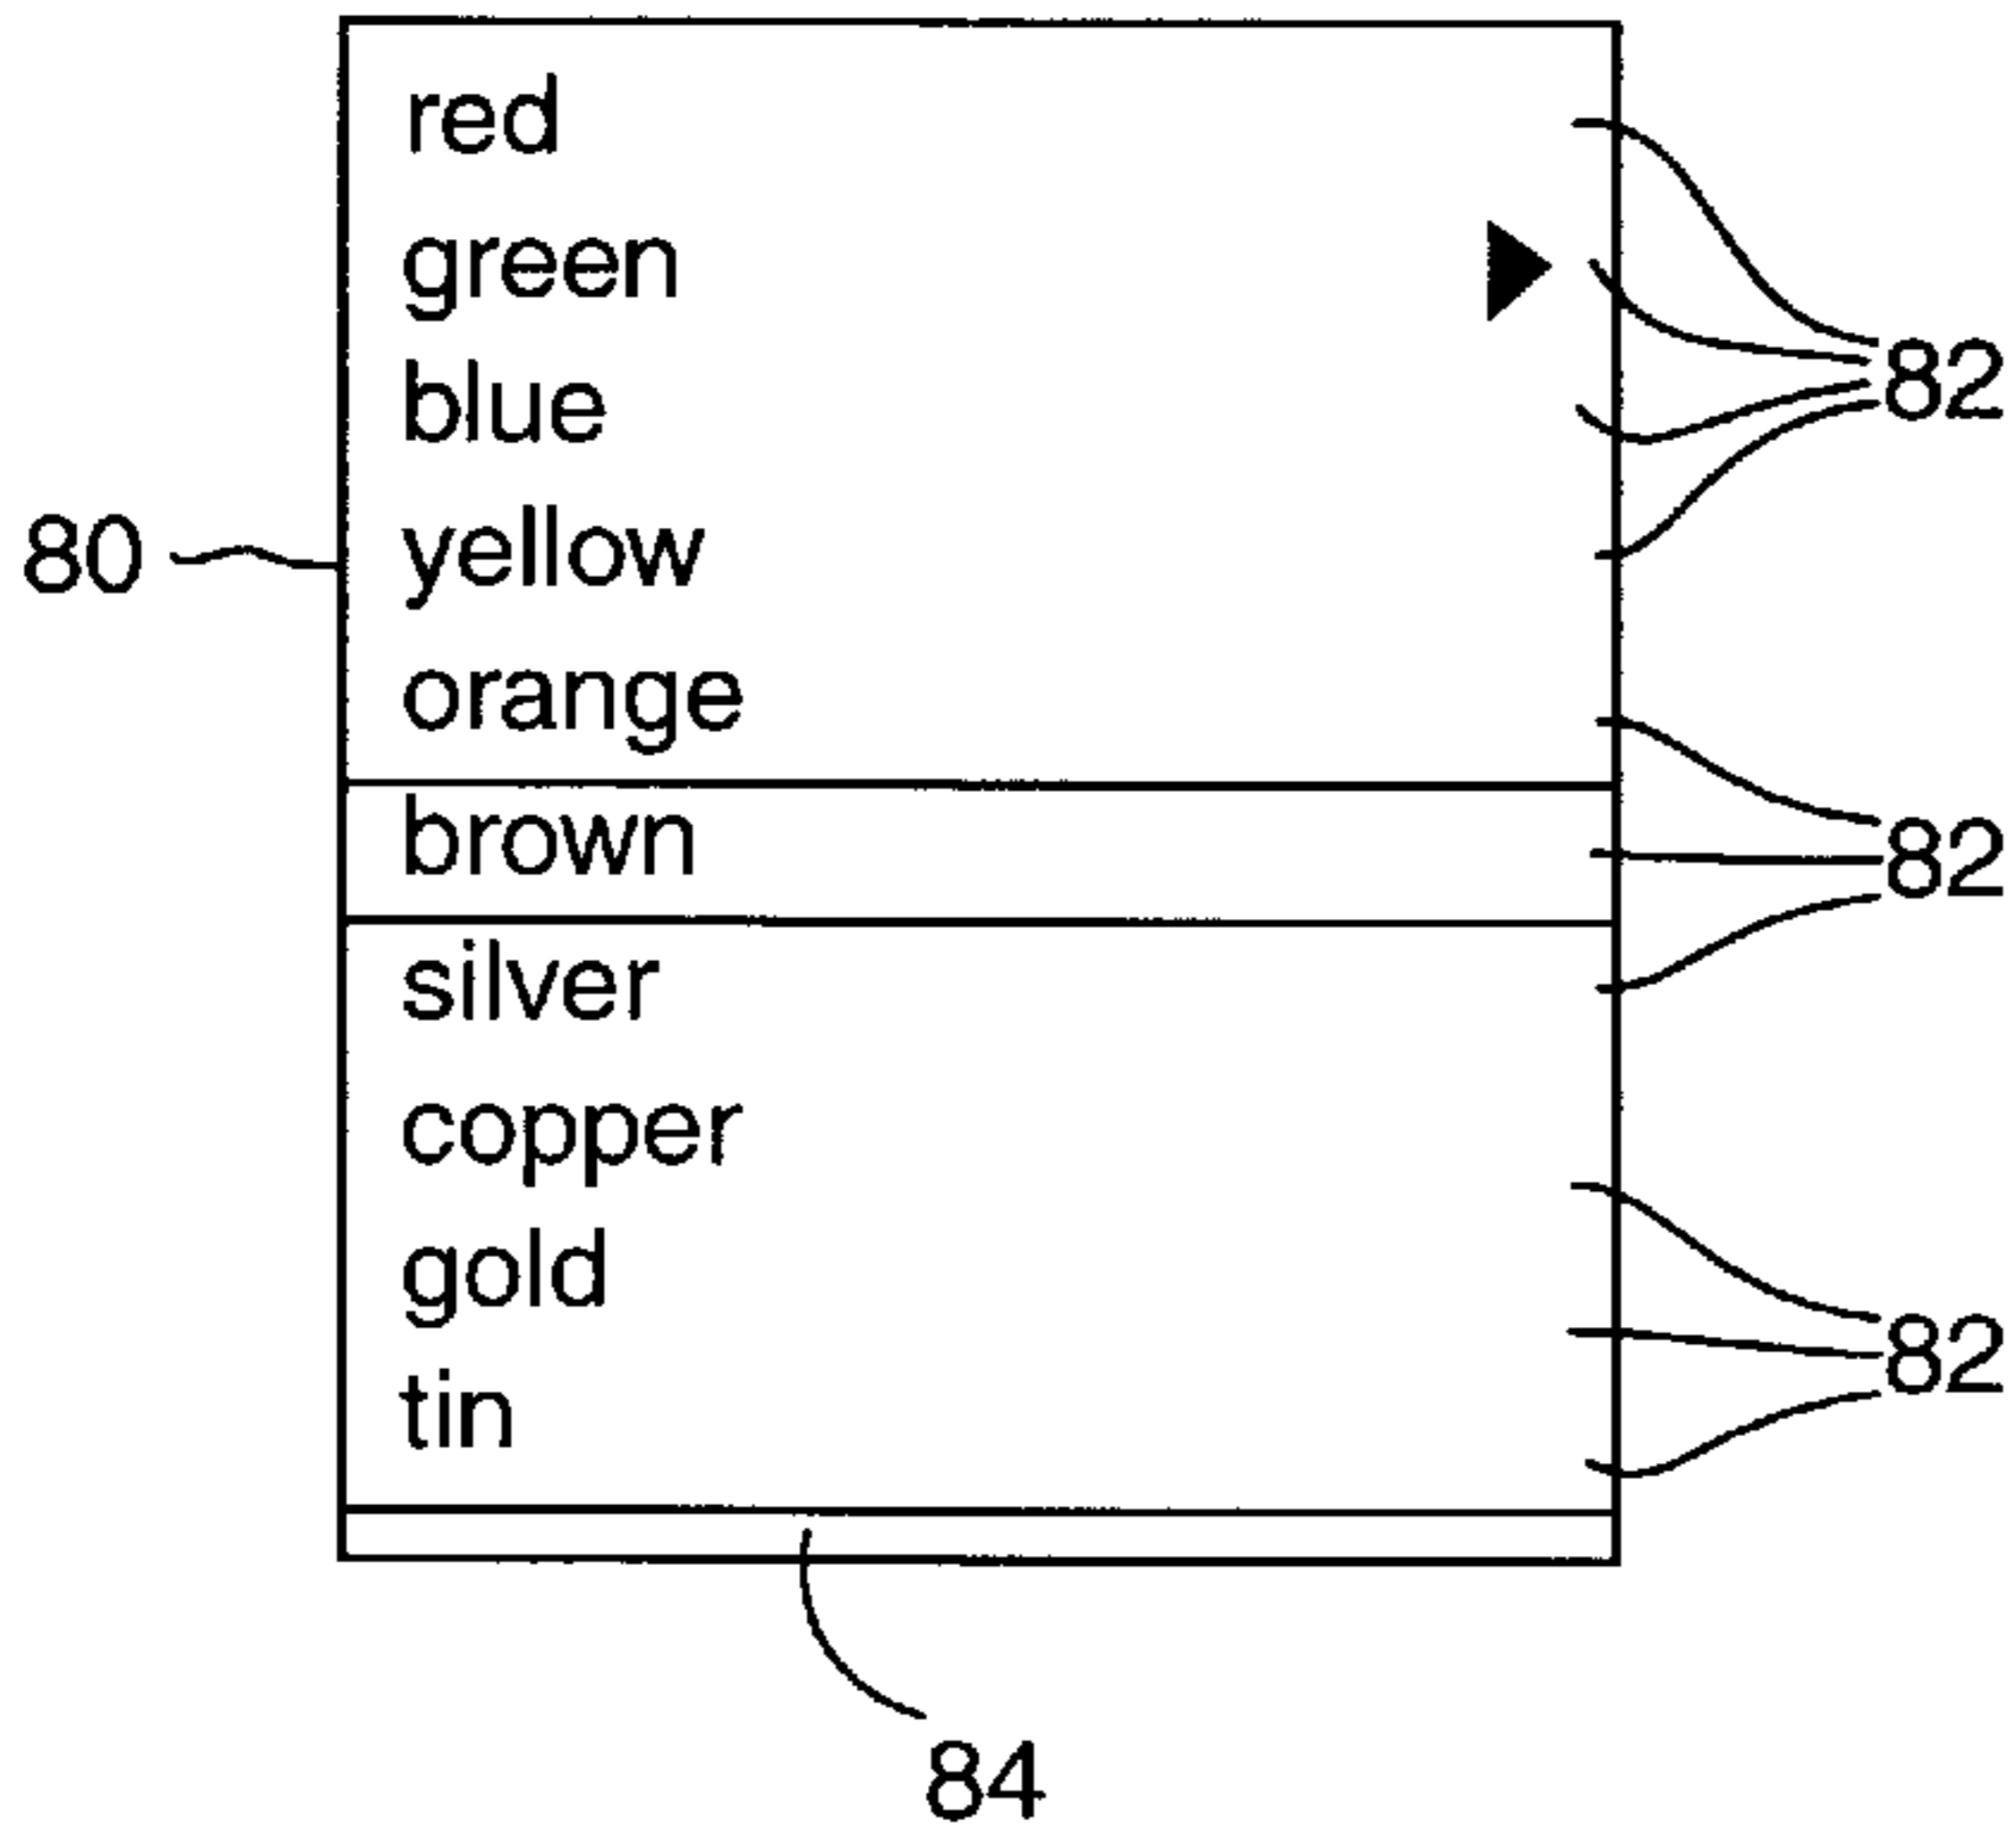 red
green
82
blue
80
yellow
orange
brown
82
silver
copper
gold
82
tin
84